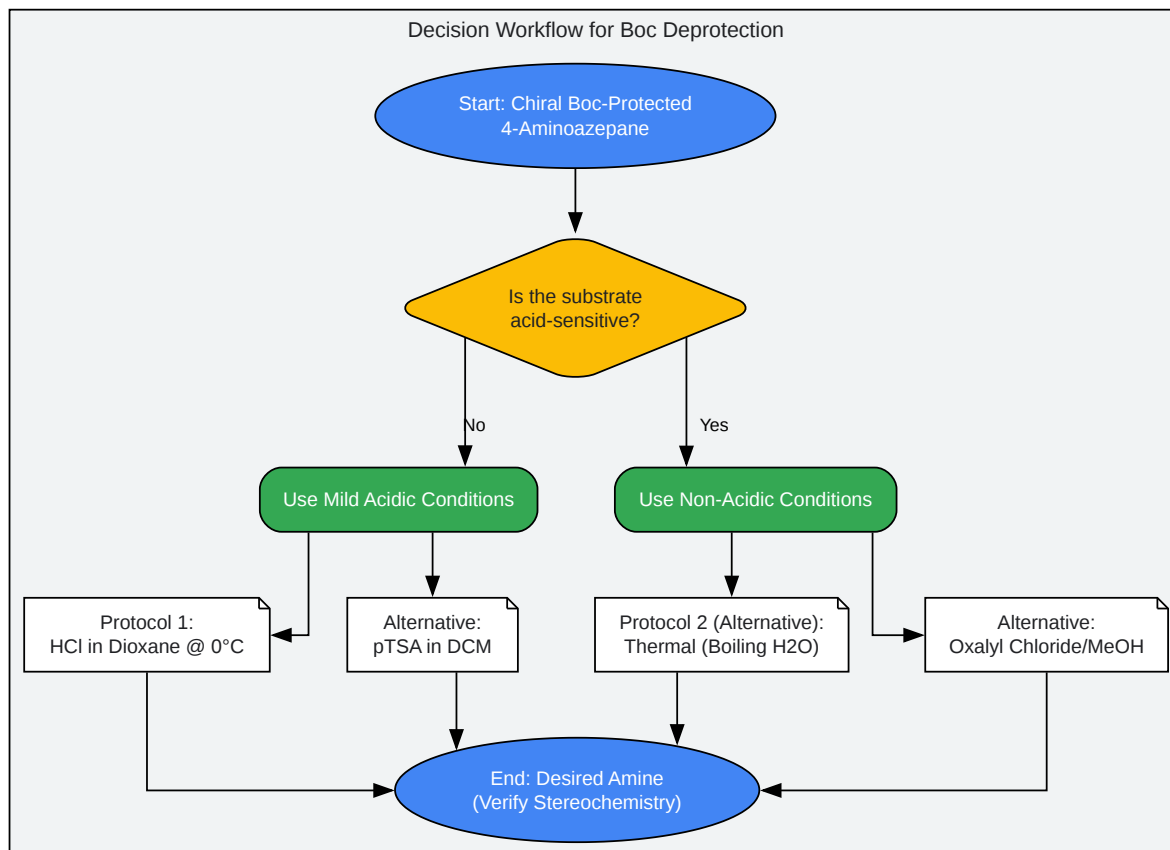 Decision Workflow for Boc Deprotection
Start: Chiral Boc-Protected
4-Aminoazepane
Is the substrate
acid-sensitive?
No
Yes
Use Mild Acidic Conditions
Use Non-Acidic Conditions
Protocol 1:
HCl in Dioxane @ 0°C
Alternative:
pTSA in DCM
Protocol 2 (Alternative):
Thermal (Boiling H2O)
Alternative:
Oxalyl Chloride/MeOH
End: Desired Amine
(Verify Stereochemistry)